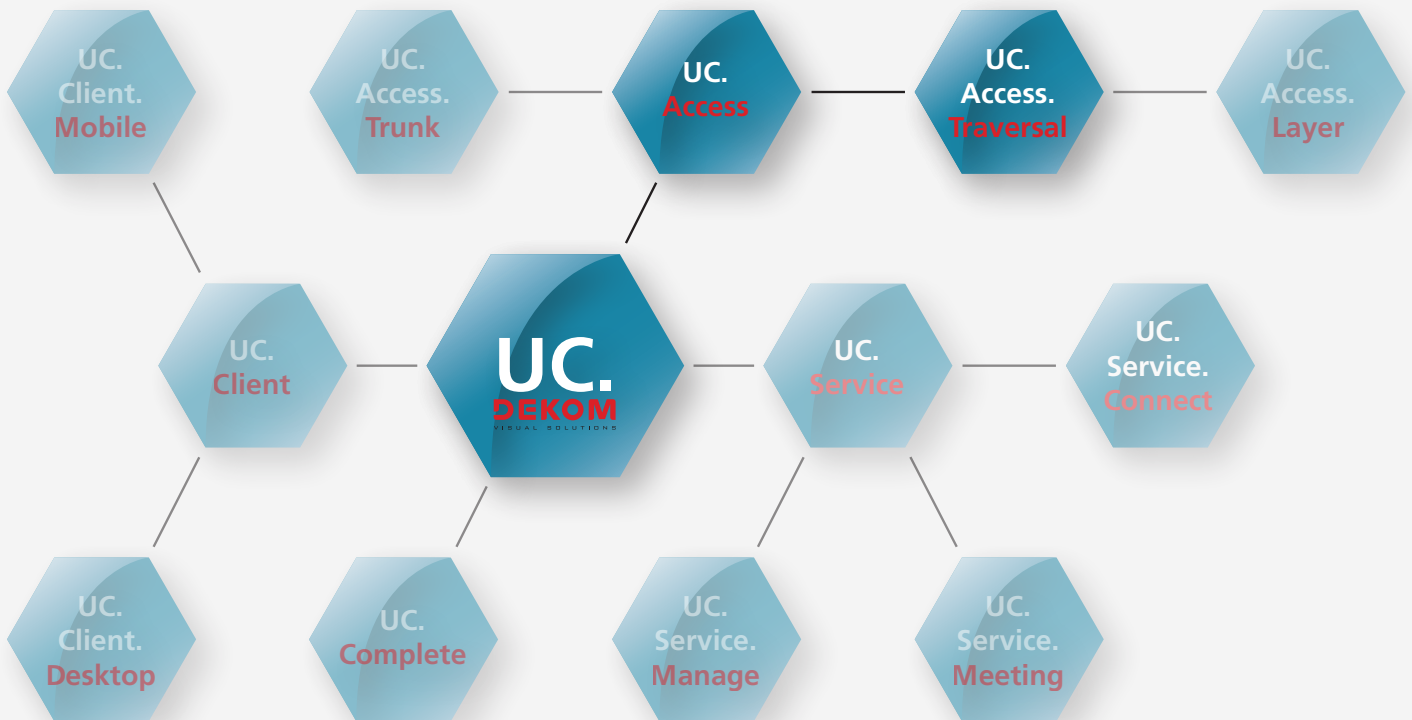 UC.
Client.
Mobile
UC.
Access.
Trunk
UC.
Access
UC.
Access.
Traversal
UC.
Access.
Layer
UC.
Client
UC.
DEKOM
VISUAL SOLUTIONS
UC.
Service
UC.
Service.
Connect
UC.
Client.
Desktop
UC.
Complete
UC.
Service.
Manage
UC.
Service.
Meeting